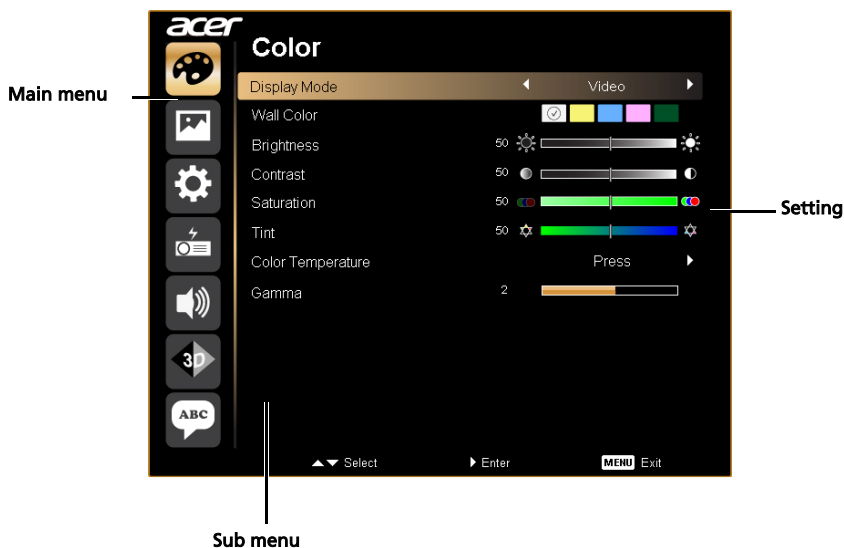 acer
Color
Main menu
Display Mode Video
Wall Color
Brightness 50
Contrast 50
Saturation 50
Setting
Tint 50
Color Temperature Press
Gamma 2
3D
ABC
Select Enter MENU Exit
Sub menu